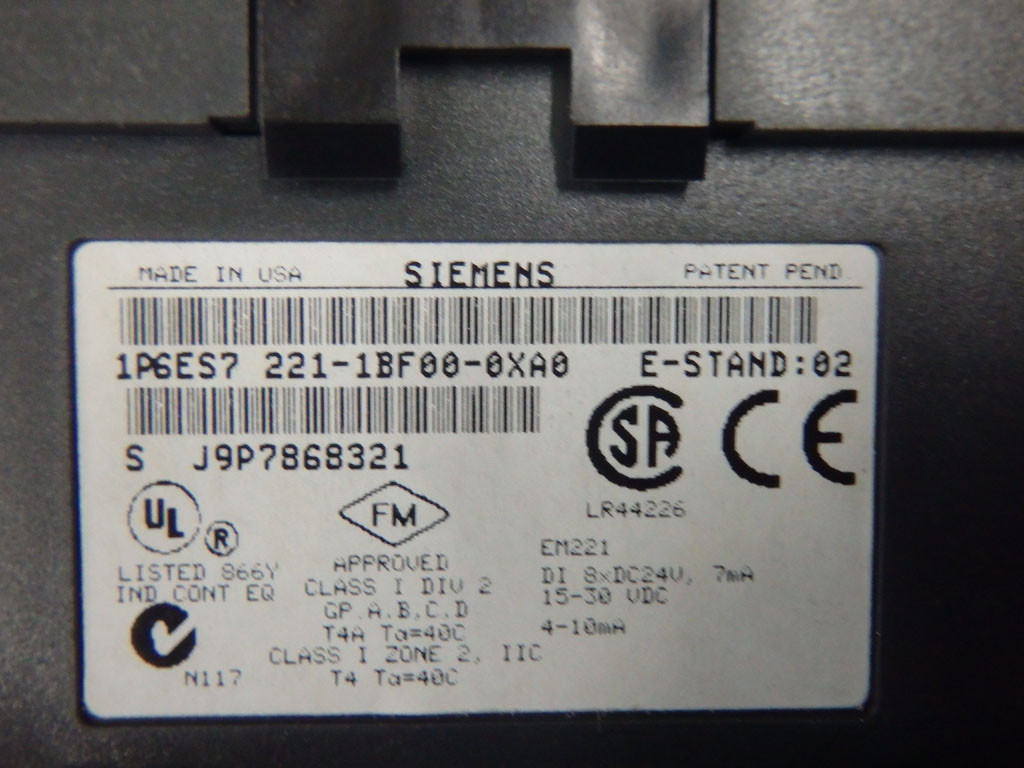 MADE IN USA SIEMENS PATENT PEND.
1P6ES7 221-1BF00-0XA0 E-STAND:02
S J9P7868321
SA CE
LR44226
UL ®
LISTED 866Y
IND CONT EQ
N117
FM
APPROVED
CLASS I DIV 2
GP.A.B.C.D
T4A Ta=40C
CLASS I ZONE 2, IIC
T4 Ta=40C
EM221
DI 8xDC24V, 7mA
15-30 VDC
4-10mA